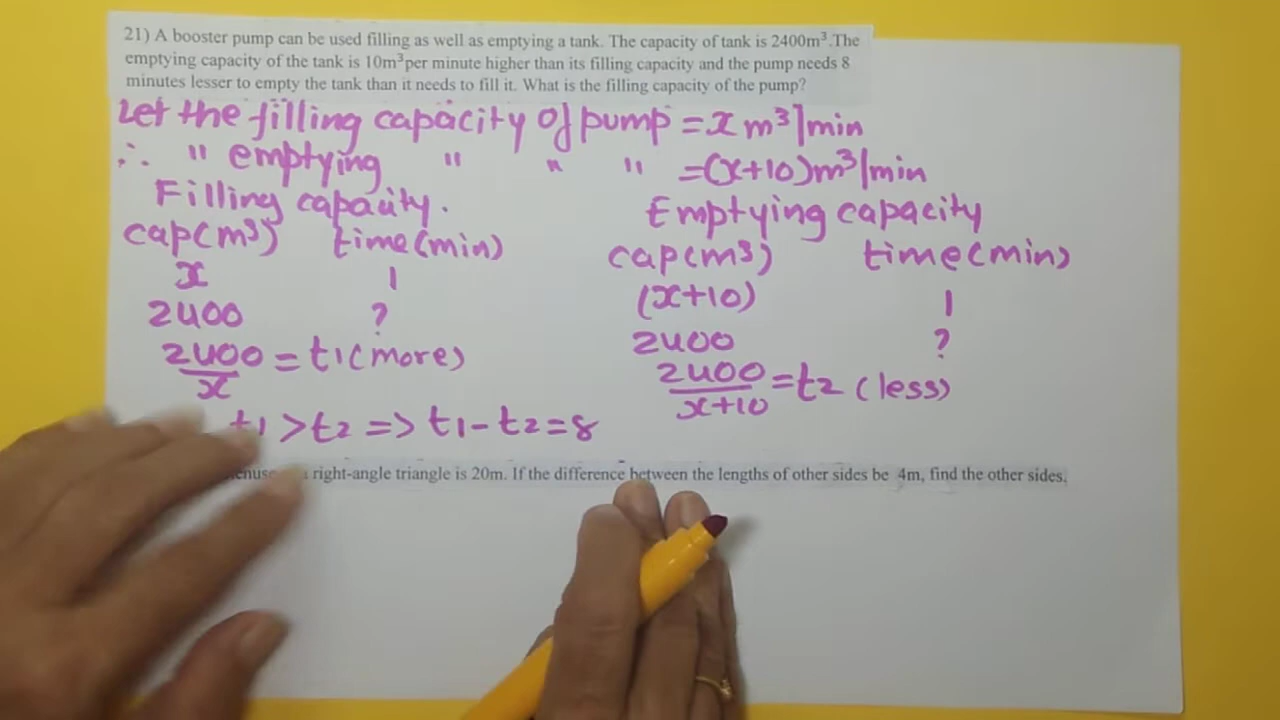 21) A booster pump can be used filling as well as emptying a tank. The capacity of tank is 2400m³.The
emptying capacity of the tank is 10m³per minute higher than its filling capacity and the pump needs 8
minutes lesser to empty the tank than it needs to fill it. What is the filling capacity of the pump?
Let the filling capacity of pump = x m³/min
∴ " emptying " " " =(x+10)m³/min
Filling capacity.
Emptying capacity
cap(m³) time(min)
cap(m³) time(min)
x 1
(x+10) 1
2400 ?
2400 ?
2400/x = t1(more)
2400/x+10 = t2 (less)
t1 > t2 => t1 - t2 = 8
right-angle triangle is 20m. If the difference between the lengths of other sides be 4m, find the other sides.